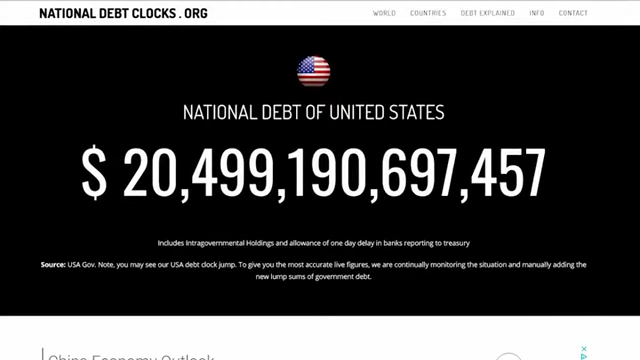 NATIONAL DEBT CLOCKS . ORG
WORLD COUNTRIES DEBT EXPLAINED INFO CONTACT
NATIONAL DEBT OF UNITED STATES
$ 20,499,190,697,457
Includes Intragovernmental Holdings and allowance of one day delay in banks reporting to treasury
Source: USA Gov. Note, you may see our USA debt clock jump. To give you the most accurate live figures, we are continually monitoring the situation and manually adding the
new lump sums of government debt.
China Economy Outlook